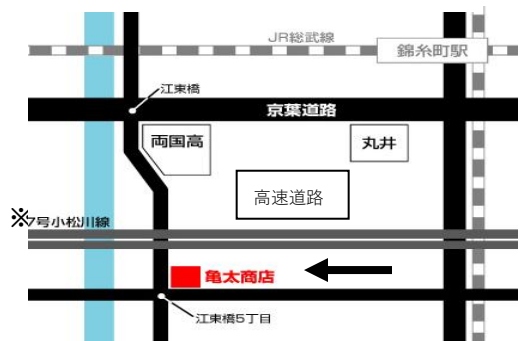 JR総武線
錦糸町駅
江東橋
京葉道路
両国高
丸井
高速道路
※7号小松川線
亀太商店
江東橋5丁目